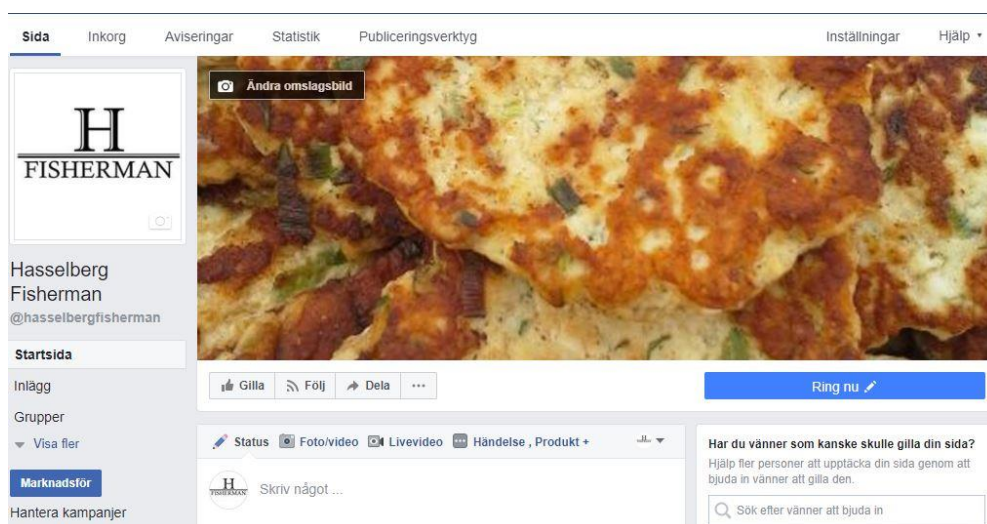 Sida Inkorg Aviseringar Statistik Publiceringsverktyg Inställningar Hjälp
Ändra omslagsbild
H
FISHERMAN
Hasselberg
Fisherman
@hasselbergfisherman
Startsida
Inlägg
Grupper
Visa fler
Marknadsför
Hantera kampanjer
Gilla Följ Dela ...
Ring nu
Status Foto/video Livevideo Händelse , Produkt +
H
FISHERMAN
Skriv något ...
Har du vänner som kanske skulle gilla din sida?
Hjälp fler personer att upptäcka din sida genom att
bjuda in vänner att gilla den.
Sök efter vänner att bjuda in